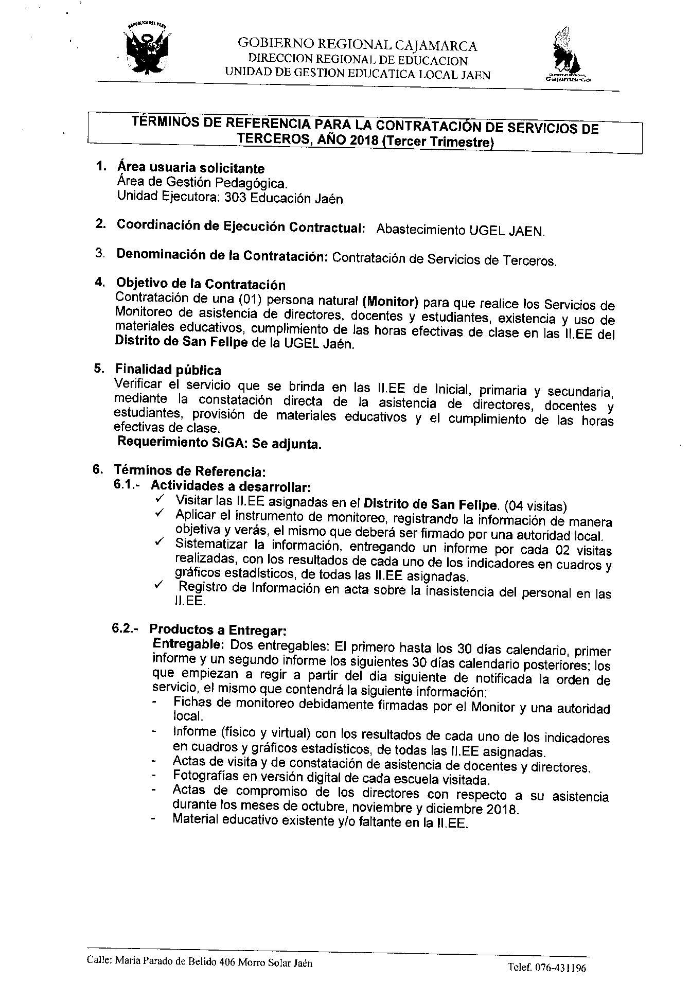 REPUBLICA DEL PERU
GOBIERNO REGIONAL CAJAMARCA
DIRECCION REGIONAL DE EDUCACION
UNIDAD DE GESTION EDUCATICA LOCAL JAEN
GOBIERNO REGIONAL
Cajamarca
TÉRMINOS DE REFERENCIA PARA LA CONTRATACIÓN DE SERVICIOS DE
TERCEROS, AÑO 2018 (Tercer Trimestre)
1. Área usuaria solicitante
Área de Gestión Pedagógica.
Unidad Ejecutora: 303 Educación Jaén
2. Coordinación de Ejecución Contractual: Abastecimiento UGEL JAEN.
3. Denominación de la Contratación: Contratación de Servicios de Terceros.
4. Objetivo de la Contratación
Contratación de una (01) persona natural (Monitor) para que realice los Servicios de
Monitoreo de asistencia de directores, docentes y estudiantes, existencia y uso de
materiales educativos, cumplimiento de las horas efectivas de clase en las II.EE del
Distrito de San Felipe de la UGEL Jaén.
5. Finalidad pública
Verificar el servicio que se brinda en las II.EE de Inicial, primaria y secundaria,
mediante la constatación directa de la asistencia de directores, docentes y
estudiantes, provisión de materiales educativos y el cumplimiento de las horas
efectivas de clase.
Requerimiento SIGA: Se adjunta.
6. Términos de Referencia:
6.1.- Actividades a desarrollar:
✓ Visitar las II.EE asignadas en el Distrito de San Felipe. (04 visitas)
✓ Aplicar el instrumento de monitoreo, registrando la información de manera
objetiva y verás, el mismo que deberá ser firmado por una autoridad local.
✓ Sistematizar la información, entregando un informe por cada 02 visitas
realizadas, con los resultados de cada uno de los indicadores en cuadros y
gráficos estadísticos, de todas las II.EE asignadas.
✓ Registro de Información en acta sobre la inasistencia del personal en las
II.EE.
6.2.- Productos a Entregar:
Entregable: Dos entregables: El primero hasta los 30 días calendario, primer
informe y un segundo informe los siguientes 30 días calendario posteriores; los
que empiezan a regir a partir del día siguiente de notificada la orden de
servicio, el mismo que contendrá la siguiente información:
- Fichas de monitoreo debidamente firmadas por el Monitor y una autoridad
local.
- Informe (físico y virtual) con los resultados de cada uno de los indicadores
en cuadros y gráficos estadísticos, de todas las II.EE asignadas.
- Actas de visita y de constatación de asistencia de docentes y directores.
- Fotografías en versión digital de cada escuela visitada.
- Actas de compromiso de los directores con respecto a su asistencia
durante los meses de octubre, noviembre y diciembre 2018.
- Material educativo existente y/o faltante en la II.EE.
Calle: Maria Parado de Belido 406 Morro Solar Jaén
Telef. 076-431196